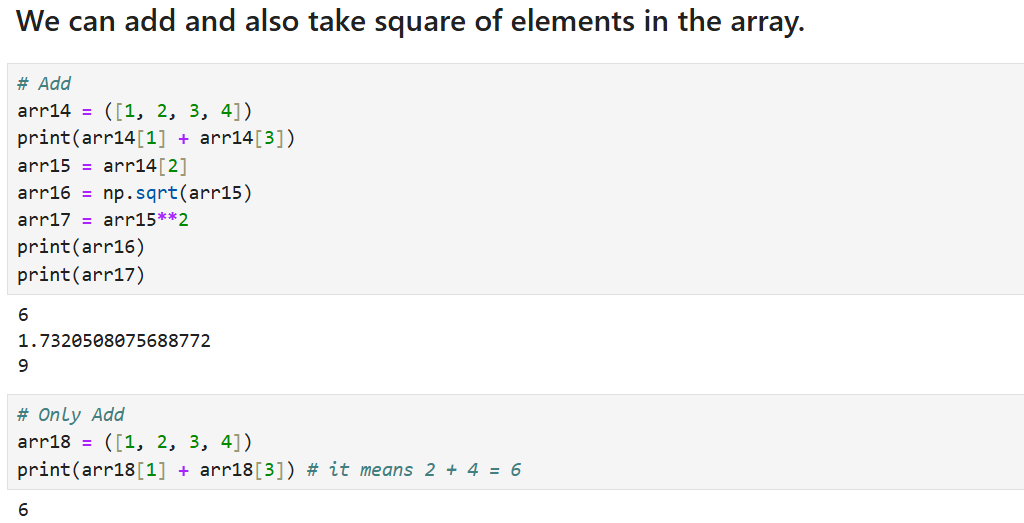 We can add and also take square of elements in the array.
# Add
arr14 = ([1, 2, 3, 4])
print(arr14[1] + arr14[3])
arr15 = arr14[2]
arr16 = np.sqrt(arr15)
arr17 = arr15**2
print(arr16)
print(arr17)
6
1.7320508075688772
9
# Only Add
arr18 = ([1, 2, 3, 4])
print(arr18[1] + arr18[3]) # it means 2 + 4 = 6
6